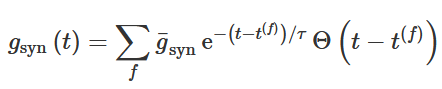 g_syn (t) = ∑_f ḡ_syn e^{−(t−t^{(f)})/τ} Θ (t − t^{(f)})